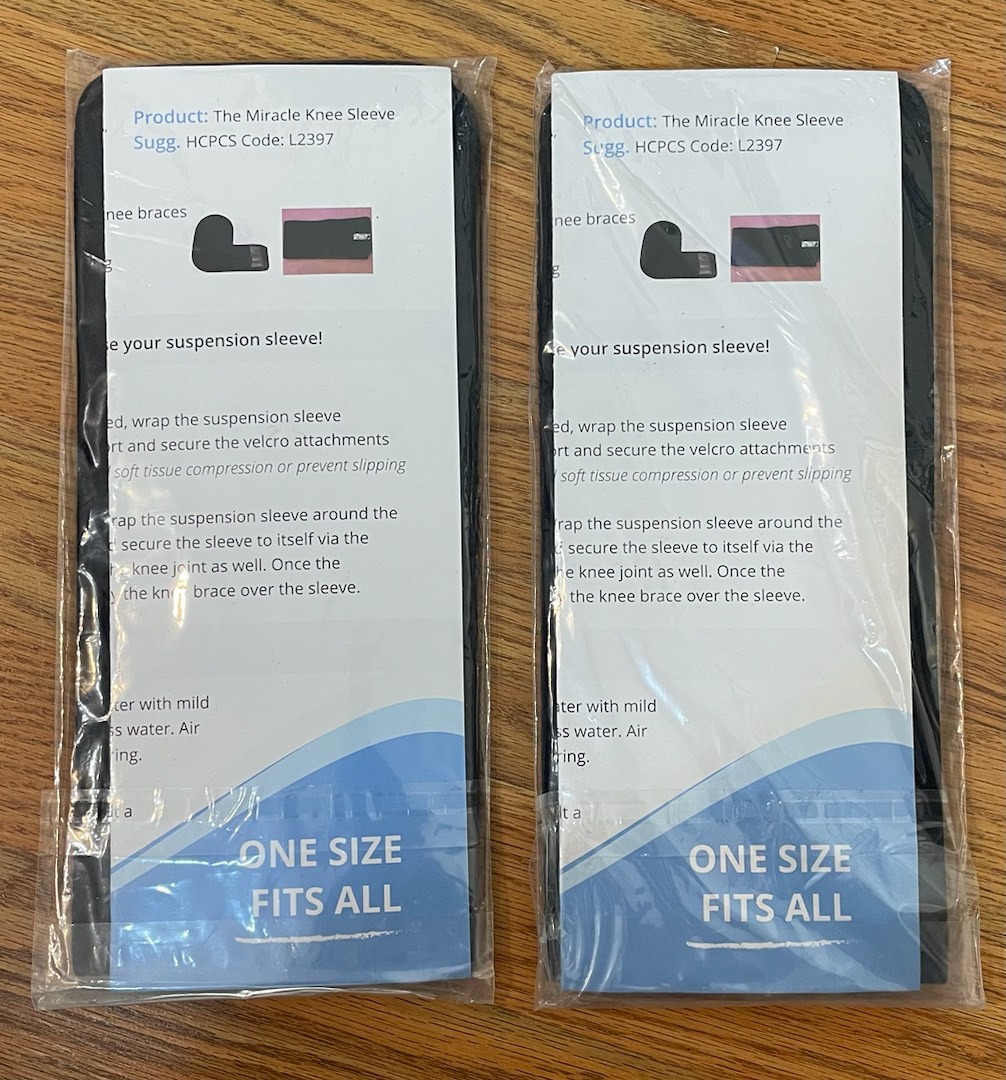 Product: The Miracle Knee Sleeve
Sugg. HCPCS Code: L2397
nee braces
g
e your suspension sleeve!
ed, wrap the suspension sleeve
rt and secure the velcro attachments
soft tissue compression or prevent slipping
rap the suspension sleeve around the
secure the sleeve to itself via the
knee joint as well. Once the
y the kn brace over the sleeve.
ter with mild
ss water. Air
ring.
lt a
ONE SIZE
FITS ALL
Product: The Miracle Knee Sleeve
Sugg. HCPCS Code: L2397
nee braces
g
e your suspension sleeve!
ed, wrap the suspension sleeve
ort and secure the velcro attachments
soft tissue compression or prevent slipping
rap the suspension sleeve around the
secure the sleeve to itself via the
he knee joint as well. Once the
the knee brace over the sleeve.
ater with mild
ss water. Air
ring.
lt a
ONE SIZE
FITS ALL